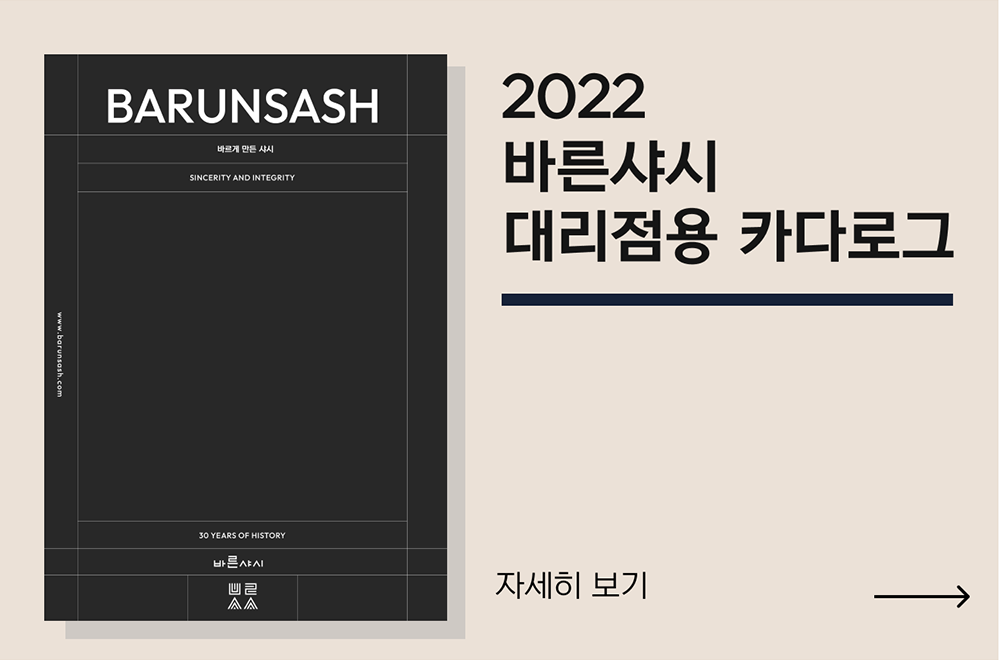 BARUNSASH
바르게 만든 샤시
SINCERITY AND INTEGRITY
www.barunsash.com
30 YEARS OF HISTORY
바른샤시
2022
바른샤시
대리점용 카다로그
자세히 보기